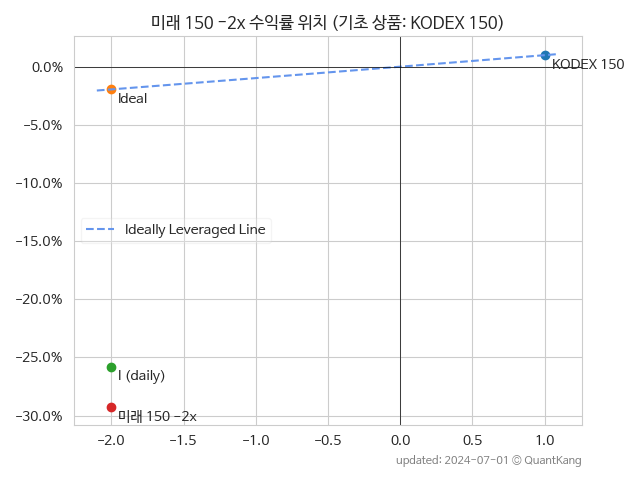 미래 150 -2x 수익률 위치 (기초 상품: KODEX 150)
0.0%
KODEX 150
Ideal
-5.0%
-10.0%
Ideally Leveraged Line
-15.0%
-20.0%
-25.0%
I (daily)
-30.0%
미래 150 -2x
-2.0 -1.5 -1.0 -0.5 0.0 0.5 1.0
updated: 2024-07-01 © QuantKang